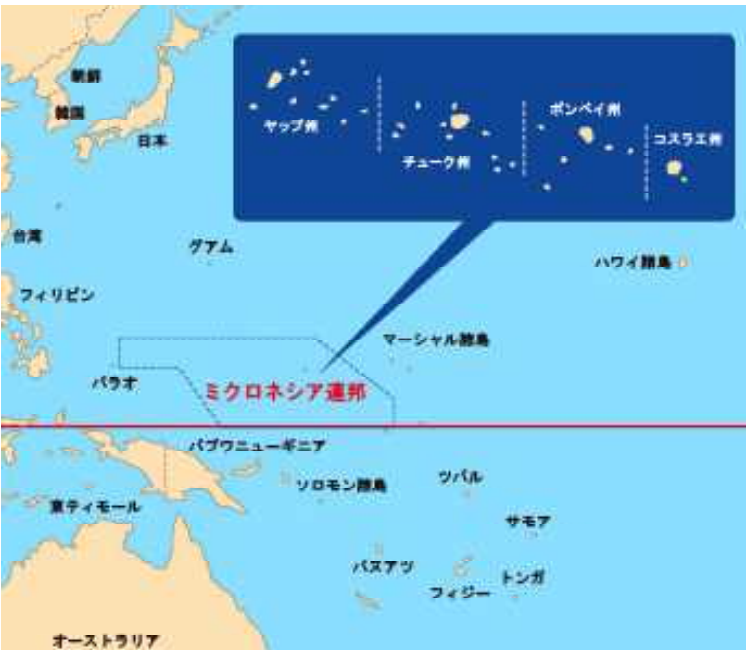 朝鮮
韓国
日本
ヤップ州
チューク州
ポンペイ州
コスラエ州
台湾
グアム
ハワイ諸島
フィリピン
マーシャル諸島
パラオ
ミクロネシア連邦
パプワニューギニア
ソロモン諸島
ツバル
東ティモール
サモア
バヌアツ
フィジー
トンガ
オーストラリア